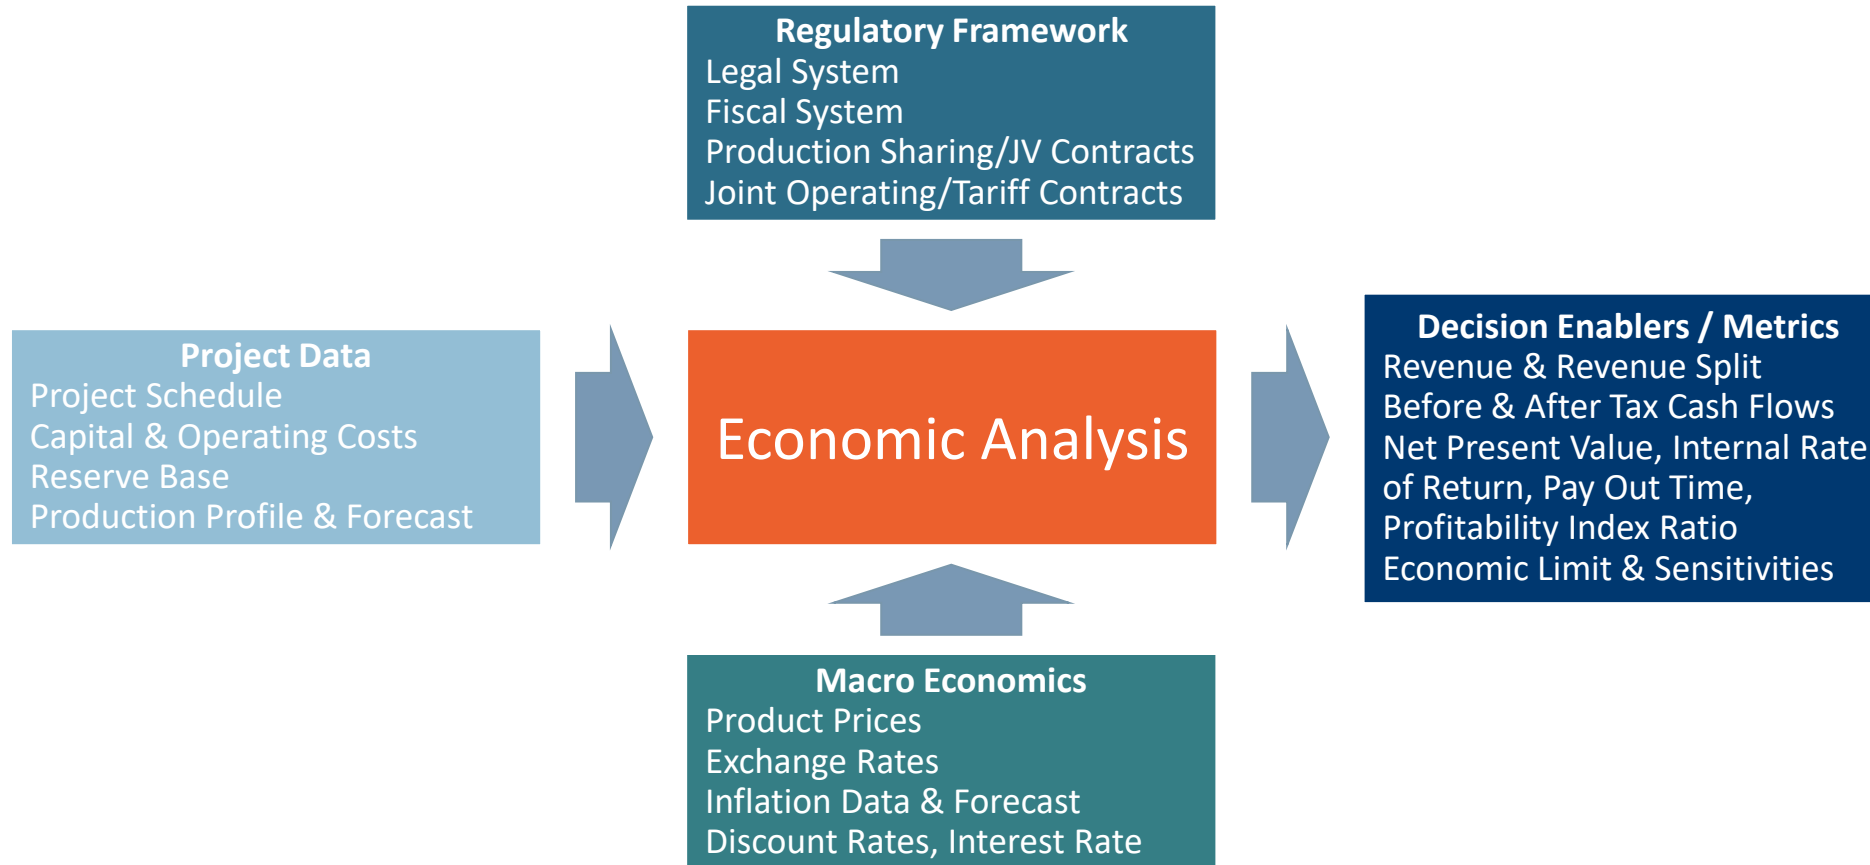 Regulatory Framework
Legal System
Fiscal System
Production Sharing/JV Contracts
Joint Operating/Tariff Contracts
Project Data
Project Schedule
Capital & Operating Costs
Reserve Base
Production Profile & Forecast
Economic Analysis
Decision Enablers / Metrics
Revenue & Revenue Split
Before & After Tax Cash Flows
Net Present Value, Internal Rate
of Return, Pay Out Time,
Profitability Index Ratio
Economic Limit & Sensitivities
Macro Economics
Product Prices
Exchange Rates
Inflation Data & Forecast
Discount Rates, Interest Rate